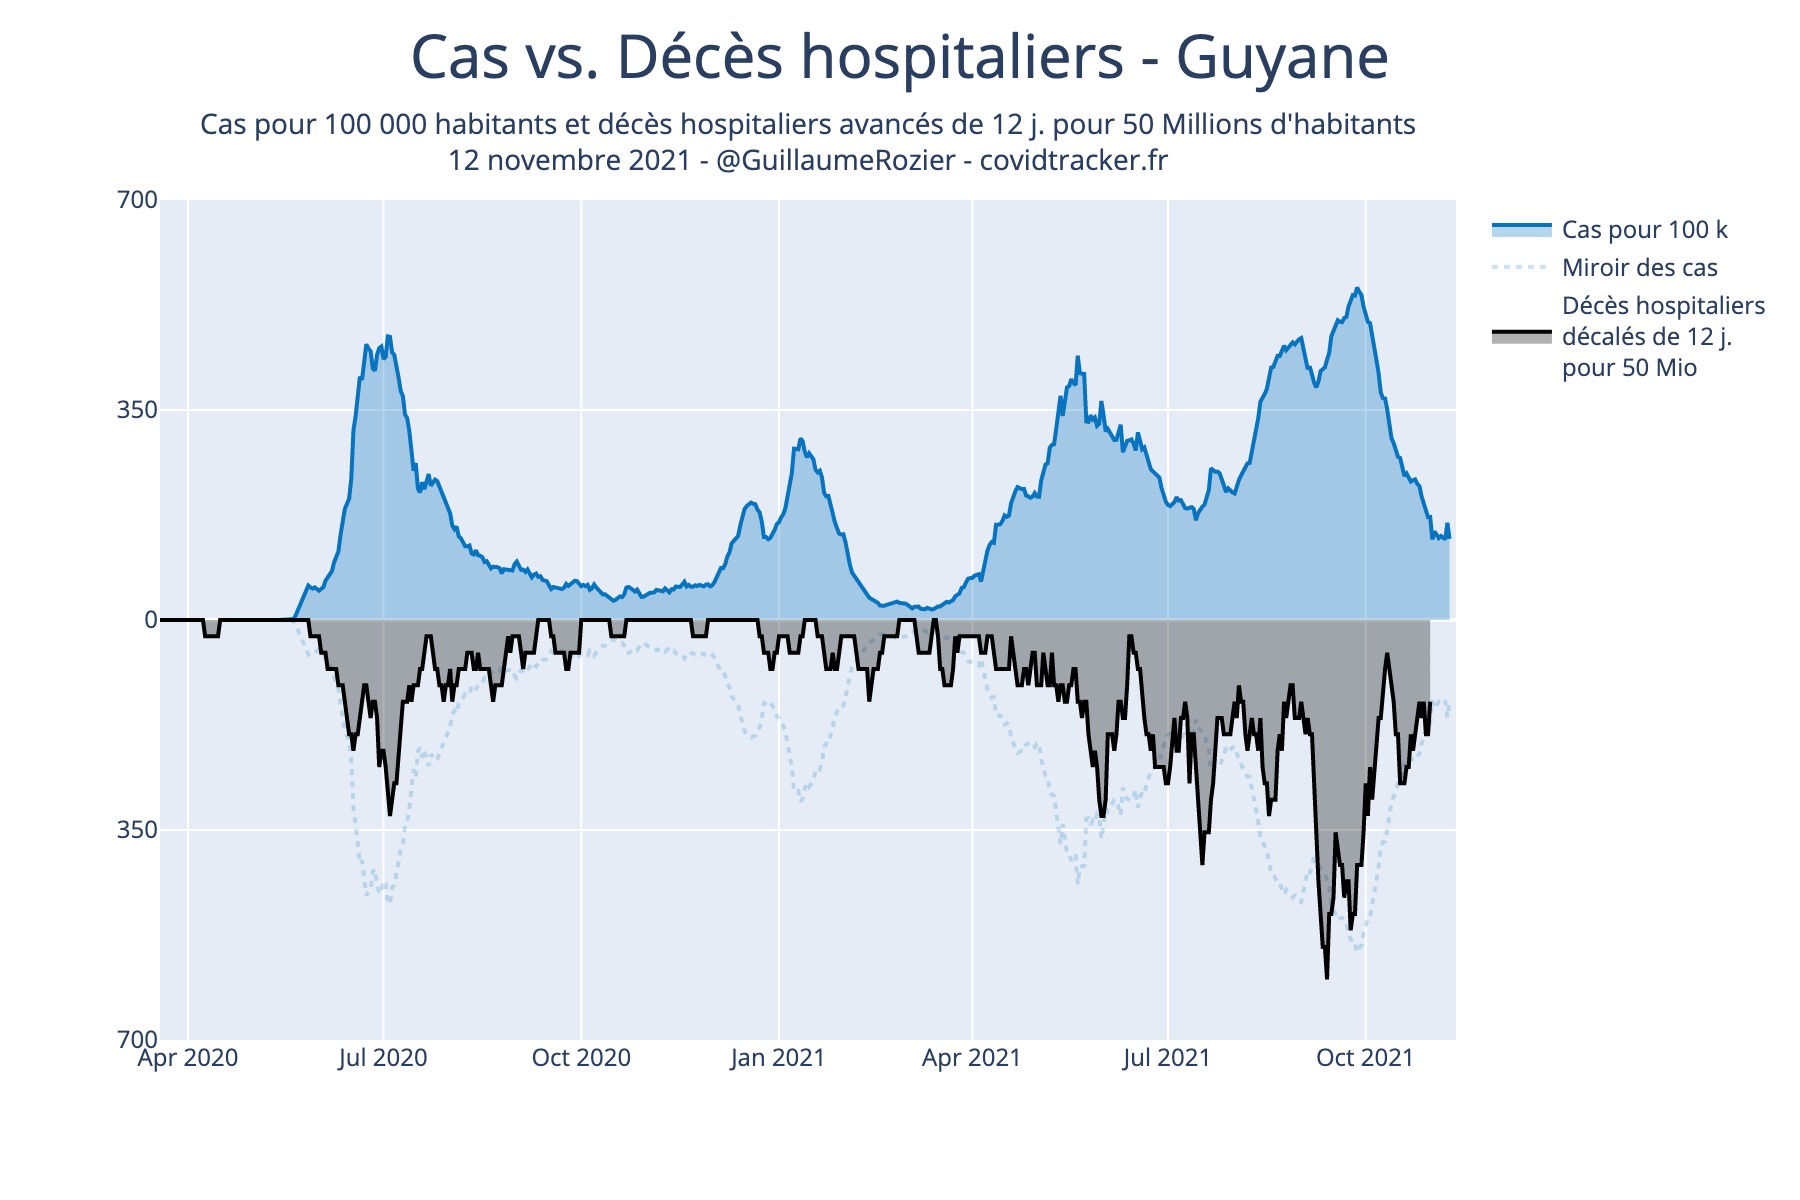 Cas vs. Décès hospitaliers - Guyane
Cas pour 100 000 habitants et décès hospitaliers avancés de 12 j. pour 50 Millions d'habitants
12 novembre 2021 - @GuillaumeRozier - covidtracker.fr
700
350
0
350
700
Apr 2020
Jul 2020
Oct 2020
Jan 2021
Apr 2021
Jul 2021
Oct 2021
Cas pour 100 k
Miroir des cas
Décès hospitaliers
décalés de 12 j.
pour 50 Mio